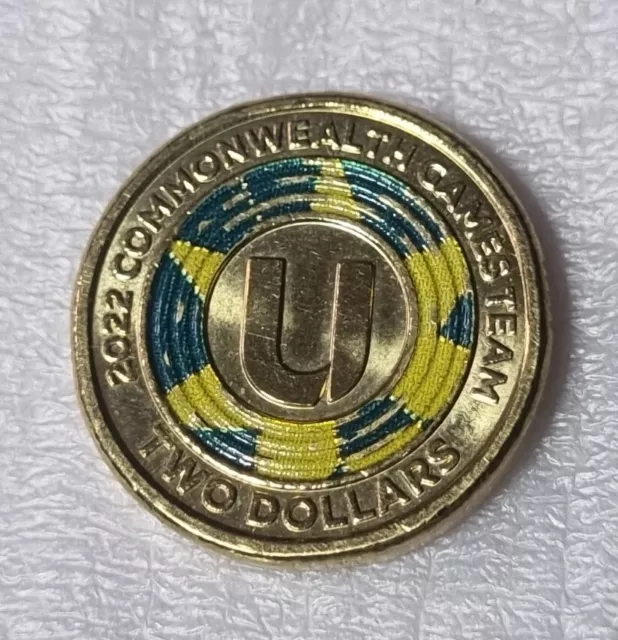 2022 COMMONWEALTH GAMES TEAM
U
TWO DOLLARS